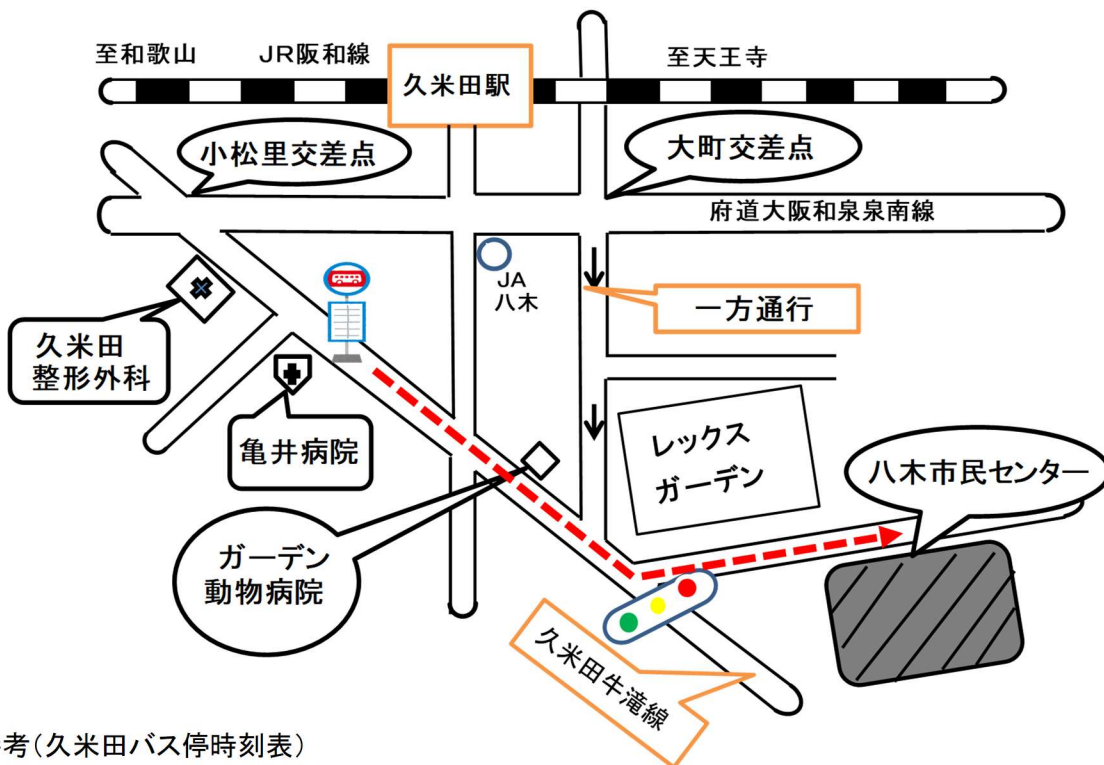 至和歌山
JR阪和線
久米田駅
至天王寺
小松里交差点
大町交差点
府道大阪和泉泉南線
JA
八木
一方通行
久米田
整形外科
亀井病院
レックス
ガーデン
八木市民センター
ガーデン
動物病院
久米田牛滝線
考(久米田バス停時刻表)